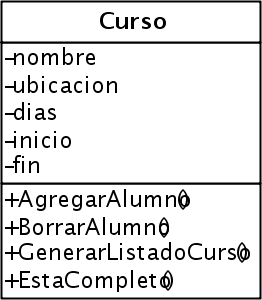 Curso
-nombre
-ubicacion
-dias
-inicio
-fin
+AgregarAlumno()
+BorrarAlumno()
+GenerarListadoCurso()
+EstaCompleto()